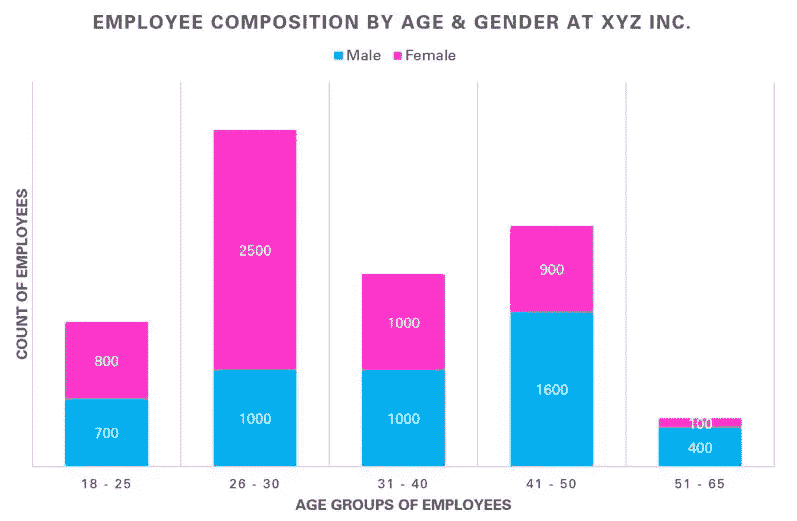 EMPLOYEE COMPOSITION BY AGE & GENDER AT XYZ INC.
Male Female
COUNT OF EMPLOYEES
2500
900
1000
800
1600
1000
1000
700
100
400
18 - 25 26 - 30 31 - 40 41 - 50 51 - 65
AGE GROUPS OF EMPLOYEES